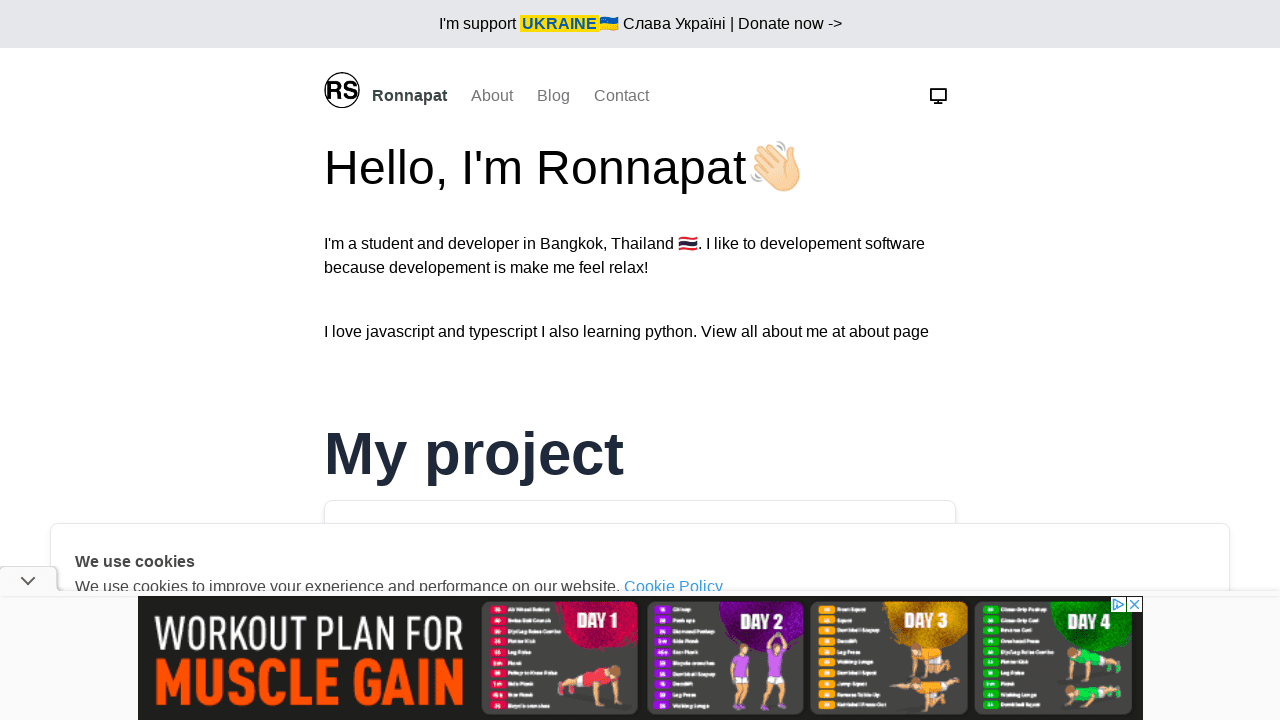 I'm support UKRAINE 🇺🇦 Слава Україні | Donate now ->
RS Ronnapat About Blog Contact
Hello, I'm Ronnapat👋🏻
I'm a student and developer in Bangkok, Thailand 🇹🇭. I like to developement software
because developement is make me feel relax!
I love javascript and typescript I also learning python. View all about me at about page
My project
We use cookies
We use cookies to improve your experience and performance on our website. Cookie Policy
WORKOUT PLAN FOR
MUSCLE GAIN
DAY 1
DAY 2
DAY 3
DAY 4